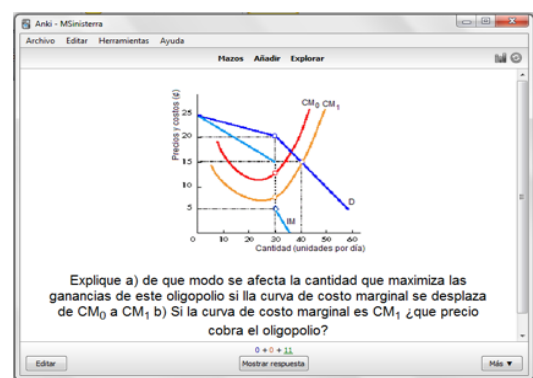 Anki - MSinisterra
Archivo Editar Herramientas Ayuda
Mazos Añadir Explorar
Precios y costos (₡)
25
20
15
10
5
CM0 CM1
D
IM
0 10 20 30 40 50 60
Cantidad (unidades por día)
Explique a) de que modo se afecta la cantidad que maximiza las
ganancias de este oligopolio si lla curva de costo marginal se desplaza
de CM0 a CM1 b) Si la curva de costo marginal es CM1 ¿que precio
cobra el oligopolio?
0 + 0 + 11
Editar Mostrar respuesta Más ▼